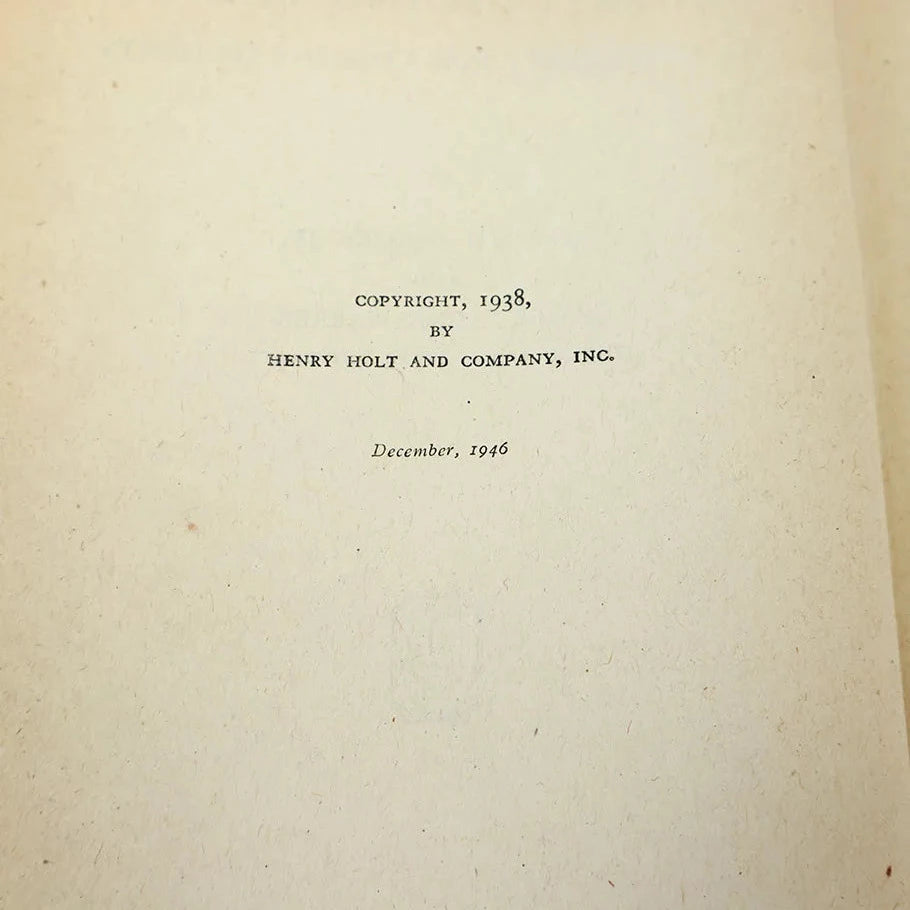 COPYRIGHT, 1938,
BY
HENRY HOLT AND COMPANY, INC.
December, 1946